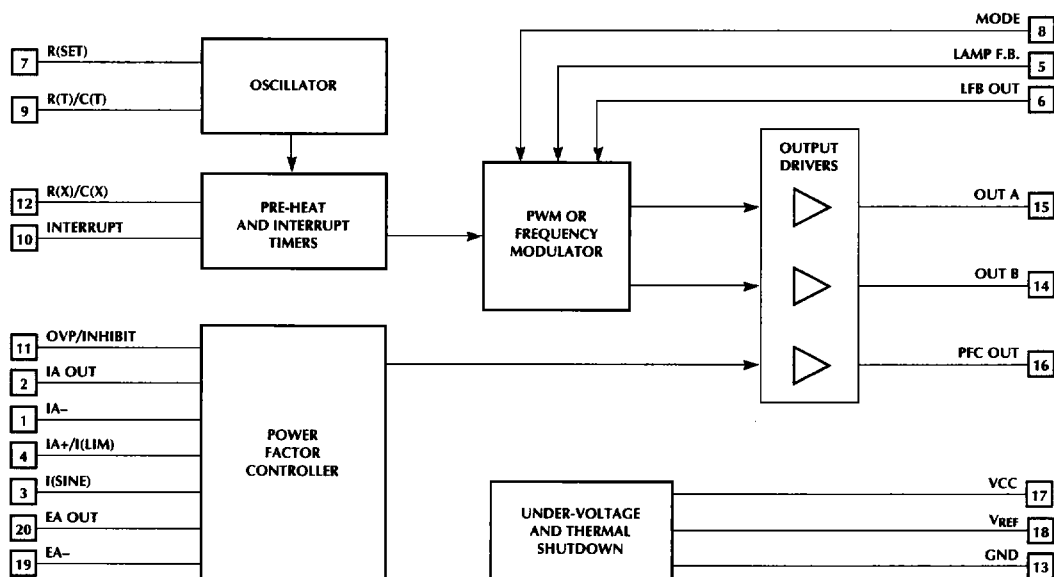 MODE
8
7
R(SET)
LAMP F.B.
5
OSCILLATOR
LFB OUT
6
9
R(T)/C(T)
OUTPUT
DRIVERS
12
R(X)/C(X)
PRE-HEAT
AND INTERRUPT
TIMERS
10
INTERRUPT
PWM OR
FREQUENCY
MODULATOR
OUT A
15
OUT B
14
11
OVP/INHIBIT
PFC OUT
16
2
IA OUT
1
IA–
4
IA+/I(LIM)
POWER
FACTOR
CONTROLLER
3
I(SINE)
20
EA OUT
19
EA–
UNDER-VOLTAGE
AND THERMAL
SHUTDOWN
VCC
17
VREF
18
GND
13